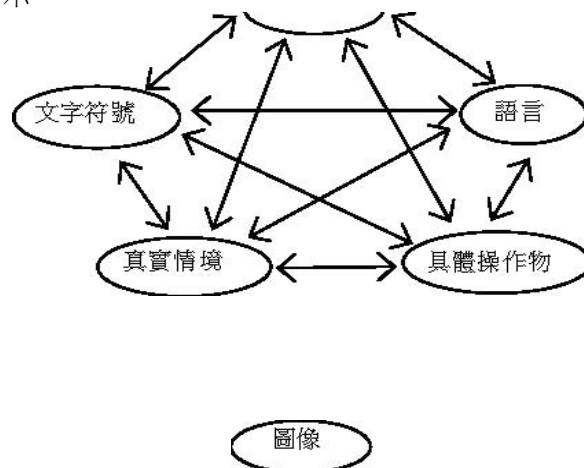 文字符號
語言
真實情境
具體操作物
圖像